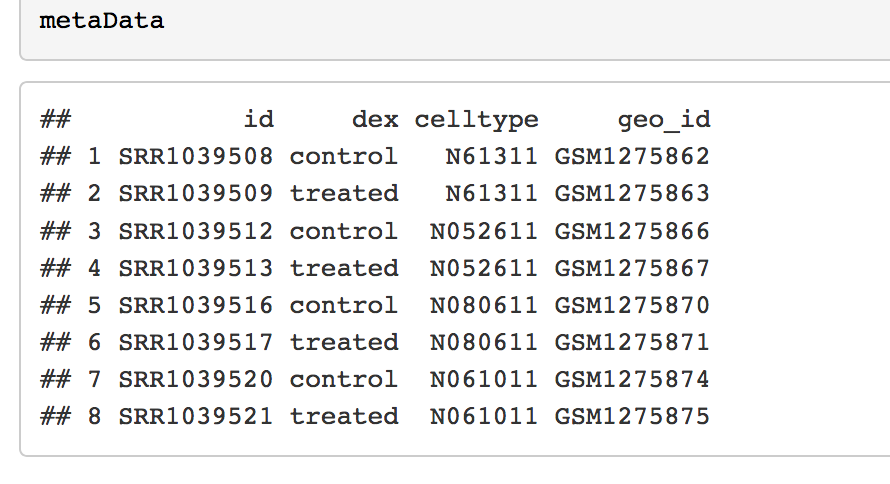 metaData
##          id     dex celltype     geo_id
## 1 SRR1039508 control   N61311 GSM1275862
## 2 SRR1039509 treated   N61311 GSM1275863
## 3 SRR1039512 control  N052611 GSM1275866
## 4 SRR1039513 treated  N052611 GSM1275867
## 5 SRR1039516 control  N080611 GSM1275870
## 6 SRR1039517 treated  N080611 GSM1275871
## 7 SRR1039520 control  N061011 GSM1275874
## 8 SRR1039521 treated  N061011 GSM1275875